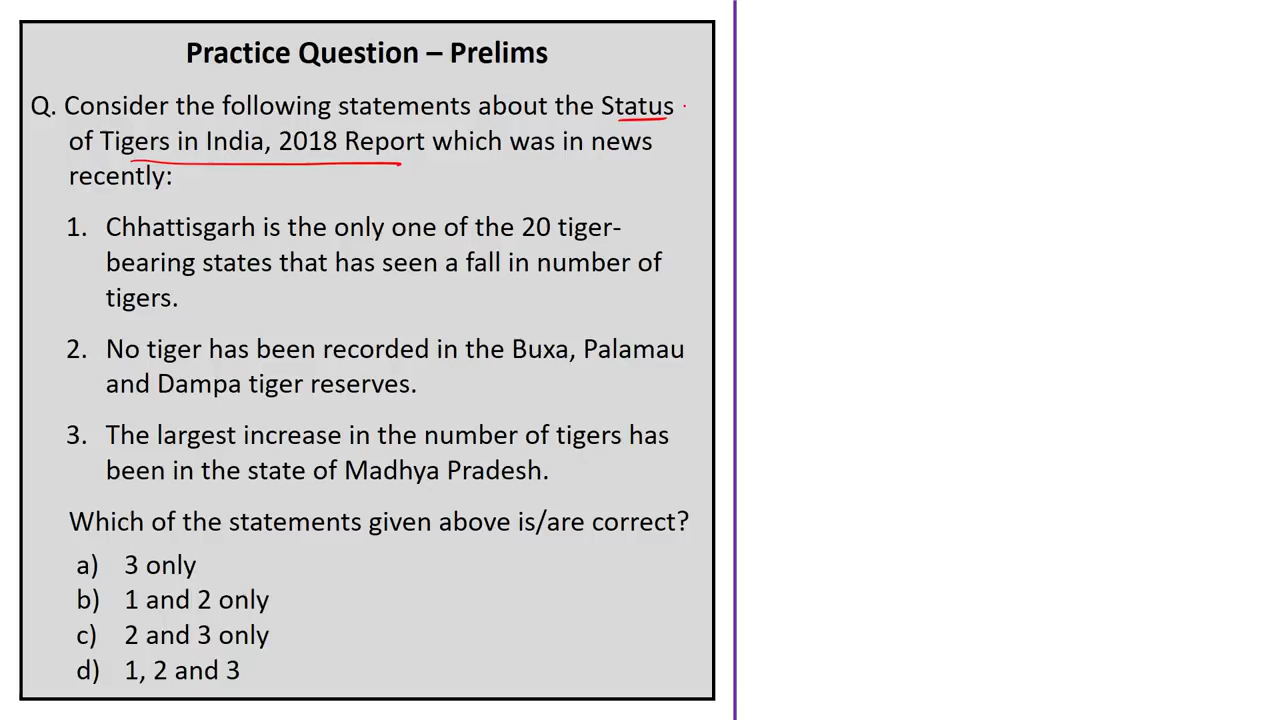 Practice Question – Prelims
Q. Consider the following statements about the Status
of Tigers in India, 2018 Report which was in news
recently:
1. Chhattisgarh is the only one of the 20 tiger-
bearing states that has seen a fall in number of
tigers.
2. No tiger has been recorded in the Buxa, Palamau
and Dampa tiger reserves.
3. The largest increase in the number of tigers has
been in the state of Madhya Pradesh.
Which of the statements given above is/are correct?
a) 3 only
b) 1 and 2 only
c) 2 and 3 only
d) 1, 2 and 3